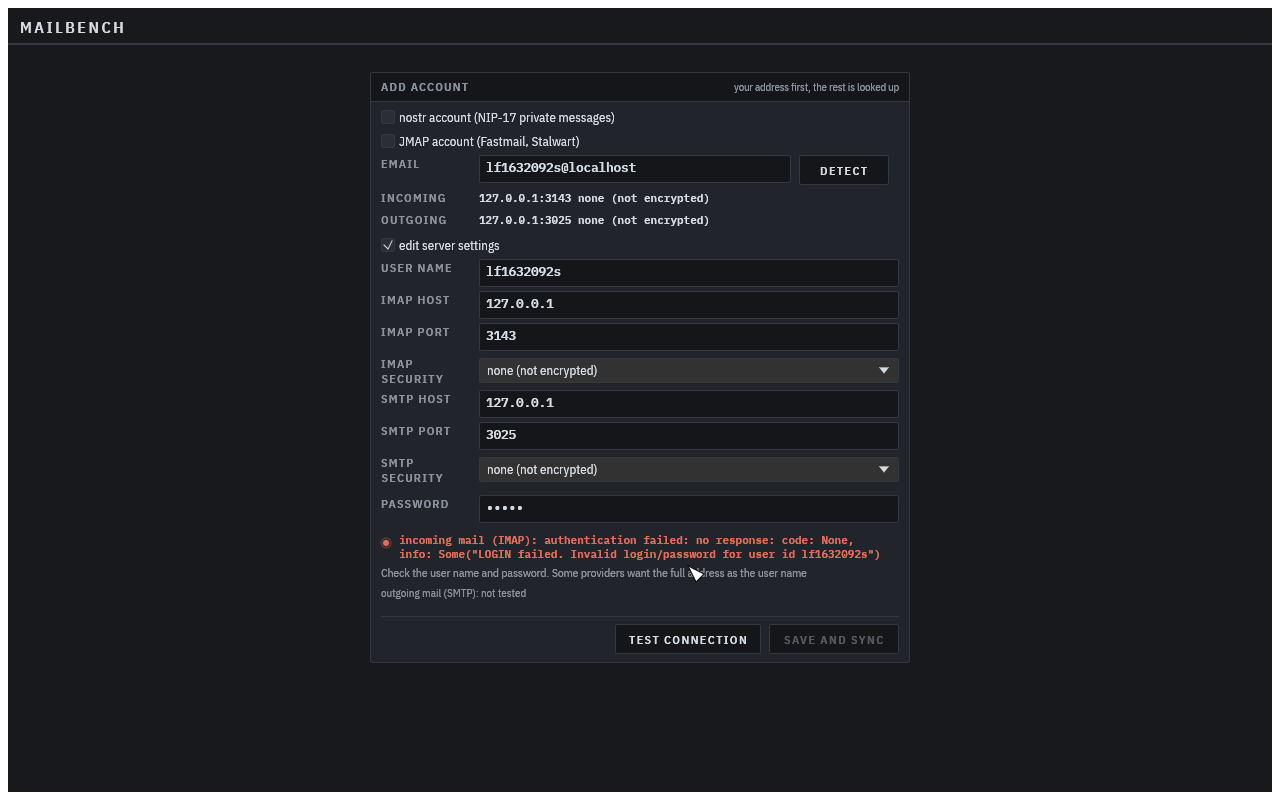 MAILBENCH
ADD ACCOUNT your address first, the rest is looked up
nostr account (NIP-17 private messages)
JMAP account (Fastmail, Stalwart)
EMAIL lf1632092s@localhost DETECT
INCOMING 127.0.0.1:3143 none (not encrypted)
OUTGOING 127.0.0.1:3025 none (not encrypted)
edit server settings
USER NAME lf1632092s
IMAP HOST 127.0.0.1
IMAP PORT 3143
IMAP SECURITY none (not encrypted)
SMTP HOST 127.0.0.1
SMTP PORT 3025
SMTP SECURITY none (not encrypted)
PASSWORD •••••
incoming mail (IMAP): authentication failed: no response: code: None,
info: Some("LOGIN failed. Invalid login/password for user id lf1632092s")
Check the user name and password. Some providers want the full address as the user name
outgoing mail (SMTP): not tested
TEST CONNECTION SAVE AND SYNC